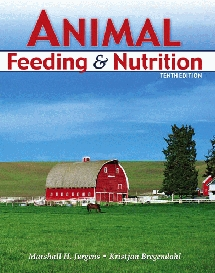 ANIMAL
Feeding & Nutrition
TENTH EDITION
Marshall H. Jurgens • Kristjan Bregendahl